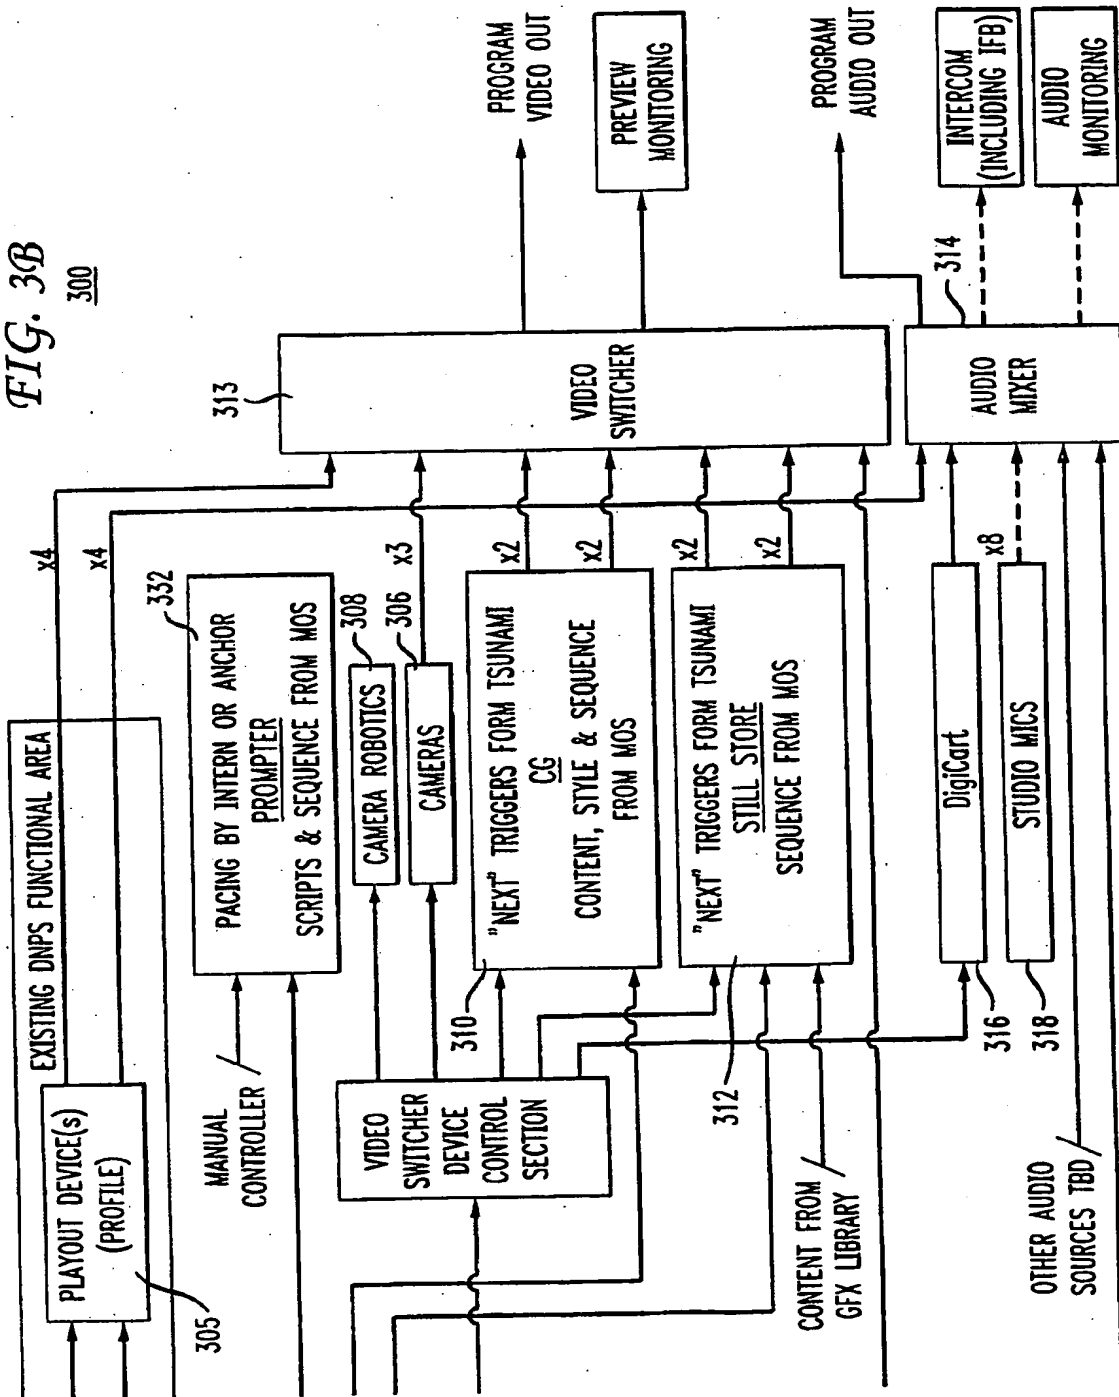 FIG. 3B
300
EXISTING DNPS FUNCTIONAL AREA
PLAYOUT DEVICE(s)
(PROFILE)
305
x4
x4
MANUAL
CONTROLLER
332
PACING BY INTERN OR ANCHOR
PROMPTER
SCRIPTS & SEQUENCE FROM MOS
VIDEO
SWITCHER
DEVICE
CONTROL
SECTION
CAMERA ROBOTICS
308
CAMERAS
306
x3
310
"NEXT" TRIGGERS FORM TSUNAMI
CG
CONTENT, STYLE & SEQUENCE
FROM MOS
x2
x2
312
"NEXT" TRIGGERS FORM TSUNAMI
STILL STORE
SEQUENCE FROM MOS
x2
x2
CONTENT FROM
GFX LIBRARY
316
DigiCart
318
STUDIO MICS
x8
OTHER AUDIO
SOURCES TBD
313
VIDEO
SWITCHER
PROGRAM
VIDEO OUT
PREVIEW
MONITORING
314
AUDIO
MIXER
PROGRAM
AUDIO OUT
INTERCOM
(INCLUDING IFB)
AUDIO
MONITORING